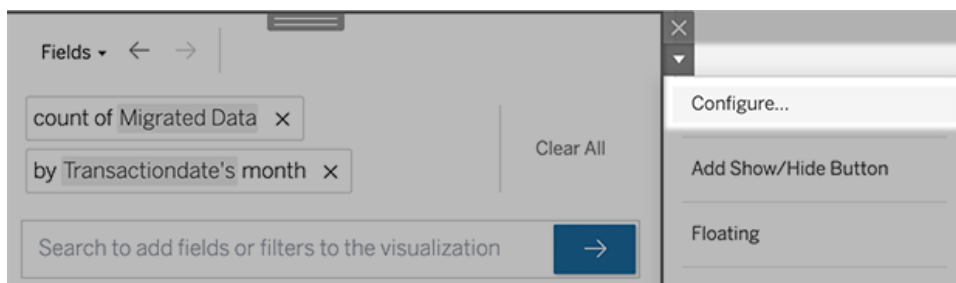 Fields
count of Migrated Data ×
by Transactiondate's month ×
Clear All
Search to add fields or filters to the visualization
Configure...
Add Show/Hide Button
Floating